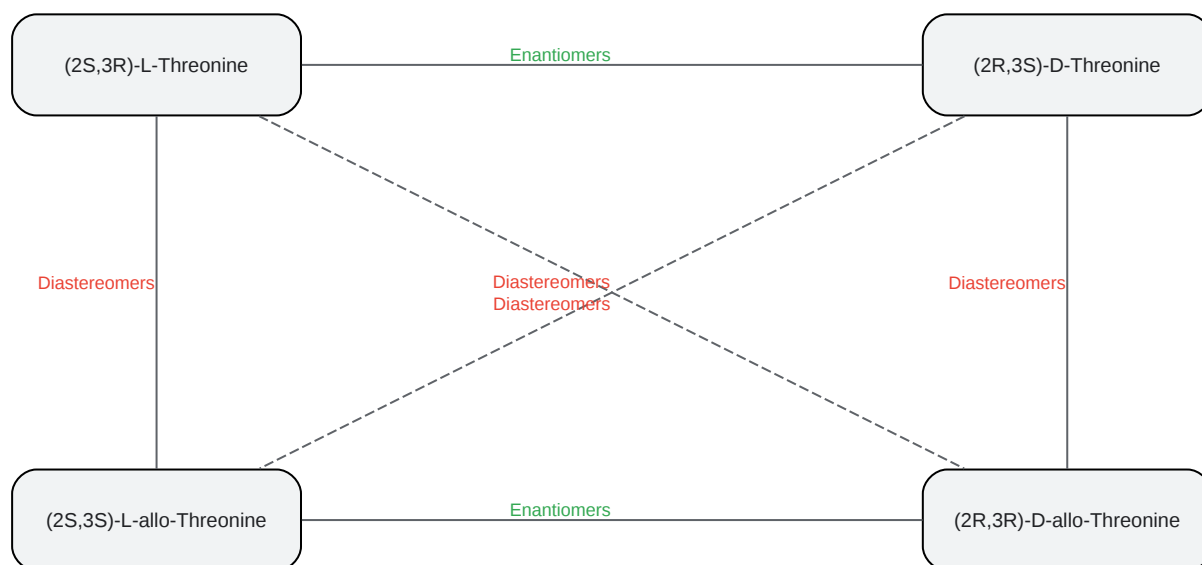 (2S,3R)-L-Threonine
Enantiomers
(2R,3S)-D-Threonine
Diastereomers
Diastereomers
Diastereomers
Diastereomers
(2S,3S)-L-allo-Threonine
Enantiomers
(2R,3R)-D-allo-Threonine